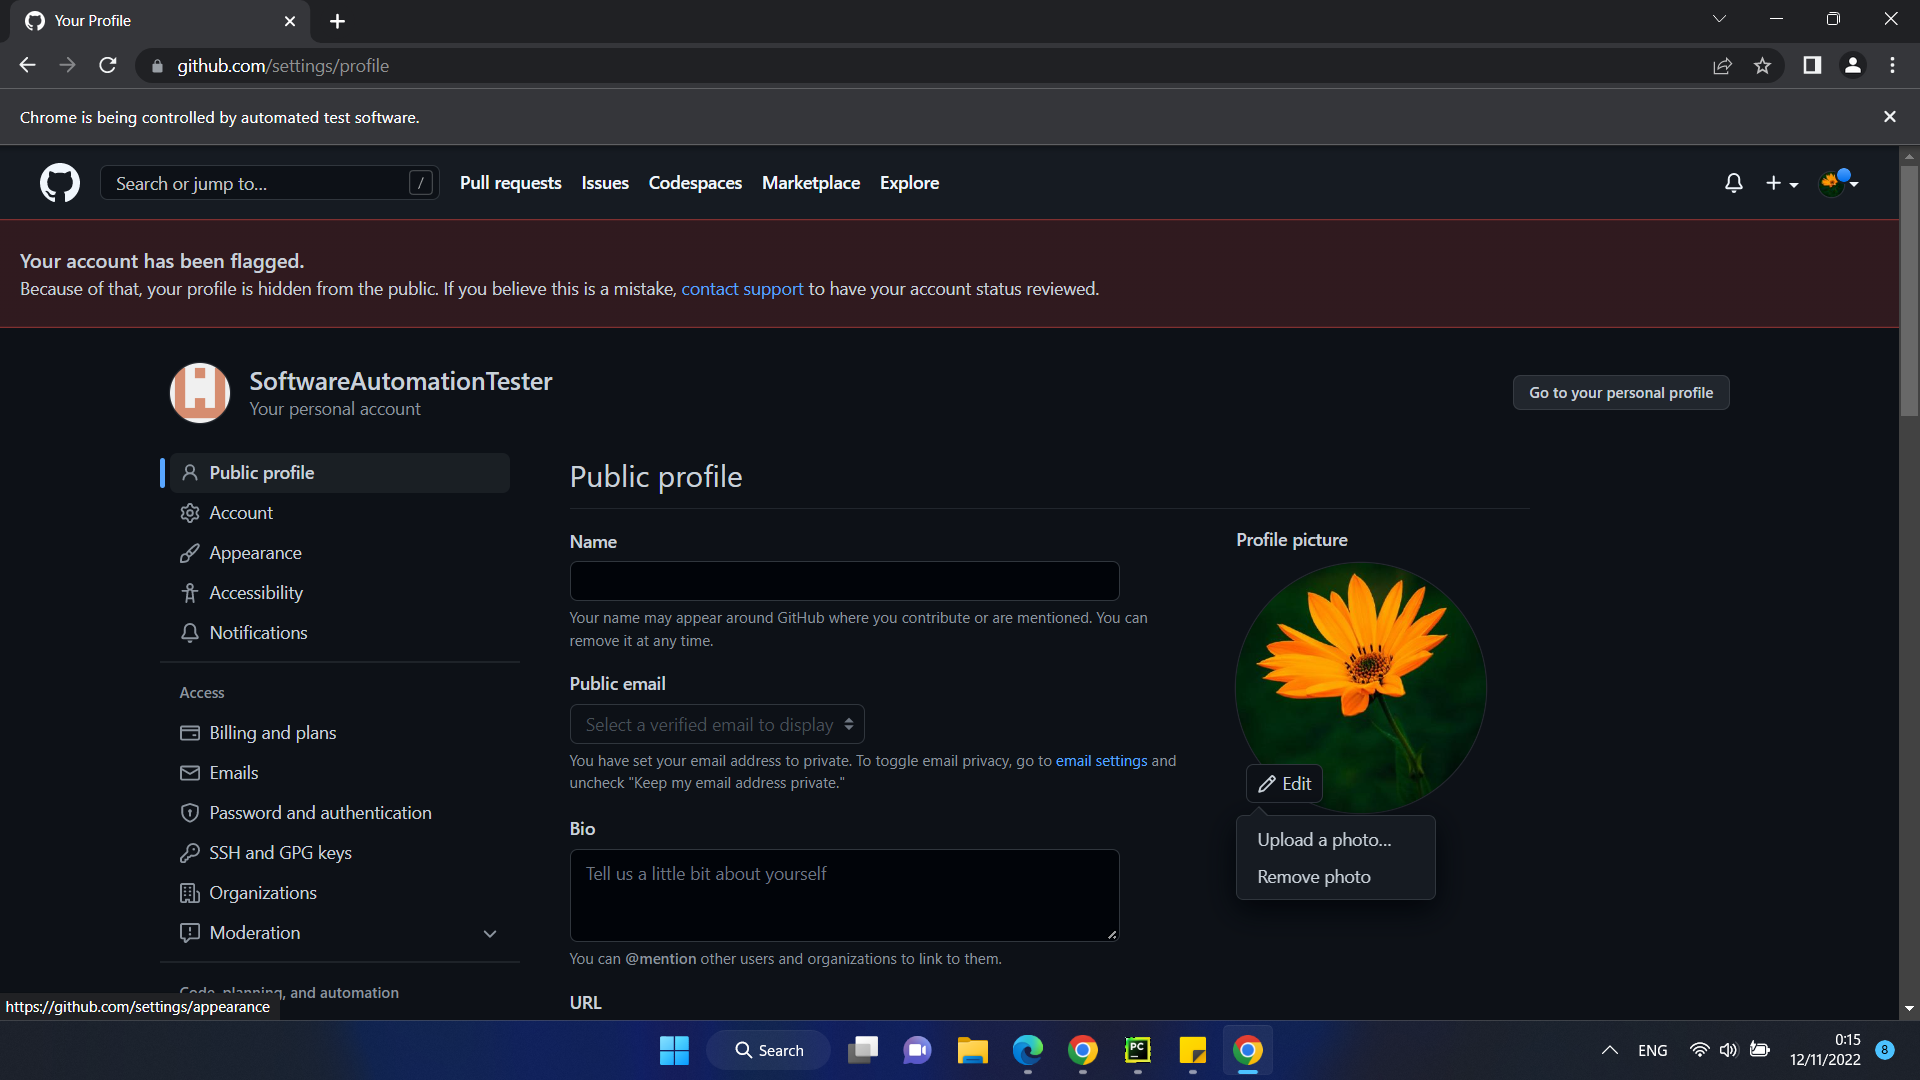 Your Profile
github.com/settings/profile
Chrome is being controlled by automated test software.
Search or jump to... /
Pull requests Issues Codespaces Marketplace Explore
Your account has been flagged.
Because of that, your profile is hidden from the public. If you believe this is a mistake, contact support to have your account status reviewed.
SoftwareAutomationTester
Your personal account
Go to your personal profile
Public profile
Account
Appearance
Accessibility
Notifications
Access
Billing and plans
Emails
Password and authentication
SSH and GPG keys
Organizations
Moderation
Code, planning, and automation
https://github.com/settings/appearance
Public profile
Name
Your name may appear around GitHub where you contribute or are mentioned. You can
remove it at any time.
Public email
Select a verified email to display
You have set your email address to private. To toggle email privacy, go to email settings and
uncheck "Keep my email address private."
Bio
Tell us a little bit about yourself
You can @mention other users and organizations to link to them.
URL
Profile picture
Edit
Upload a photo...
Remove photo
Search
PC
ENG
0:15
12/11/2022
8